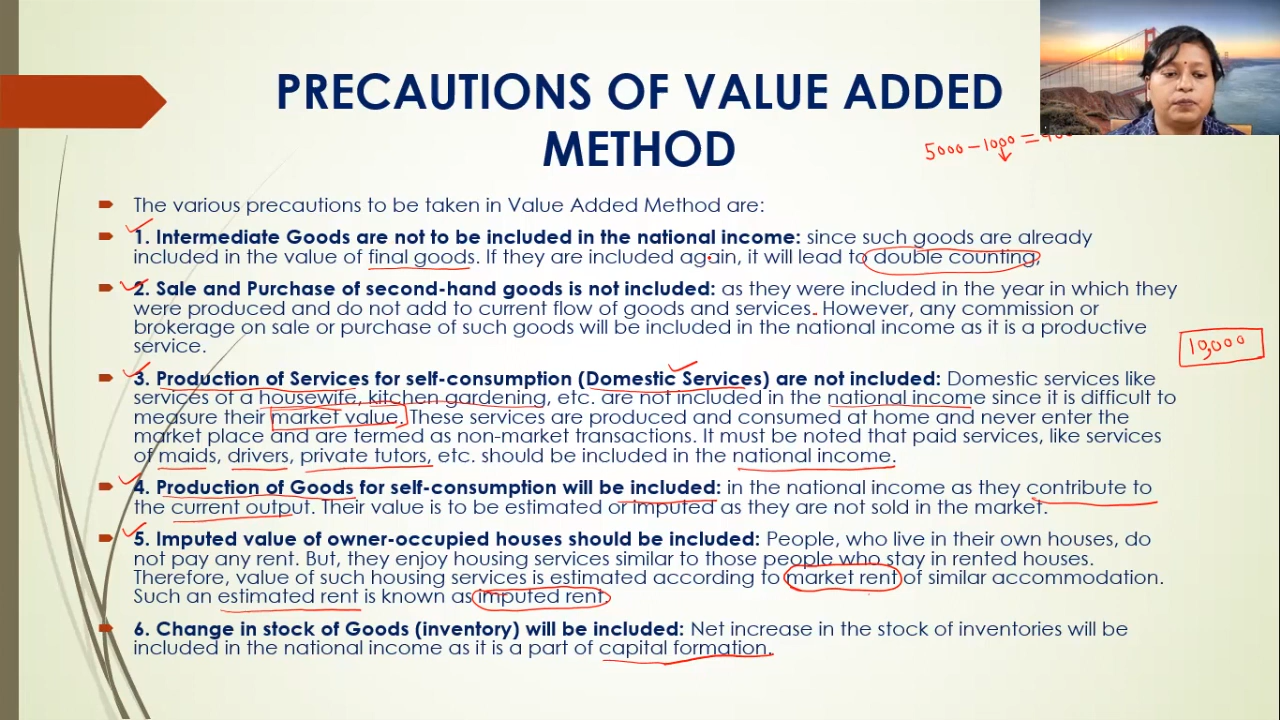 PRECAUTIONS OF VALUE ADDED
METHOD
5000-1000=
The various precautions to be taken in Value Added Method are:
1. Intermediate Goods are not to be included in the national income: since such goods are already
included in the value of final goods. If they are included again, it will lead to double counting.
2. Sale and Purchase of second-hand goods is not included: as they were included in the year in which they
were produced and do not add to current flow of goods and services. However, any commission or
brokerage on sale or purchase of such goods will be included in the national income as it is a productive
service.
10,000
3. Production of Services for self-consumption (Domestic Services) are not included: Domestic services like
services of a housewife, kitchen gardening, etc. are not included in the national income since it is difficult to
measure their market value. These services are produced and consumed at home and never enter the
market place and are termed as non-market transactions. It must be noted that paid services, like services
of maids, drivers, private tutors, etc. should be included in the national income.
4. Production of Goods for self-consumption will be included: in the national income as they contribute to
the current output. Their value is to be estimated or imputed as they are not sold in the market.
5. Imputed value of owner-occupied houses should be included: People, who live in their own houses, do
not pay any rent. But, they enjoy housing services similar to those people who stay in rented houses.
Therefore, value of such housing services is estimated according to market rent of similar accommodation.
Such an estimated rent is known as imputed rent.
6. Change in stock of Goods (inventory) will be included: Net increase in the stock of inventories will be
included in the national income as it is a part of capital formation.